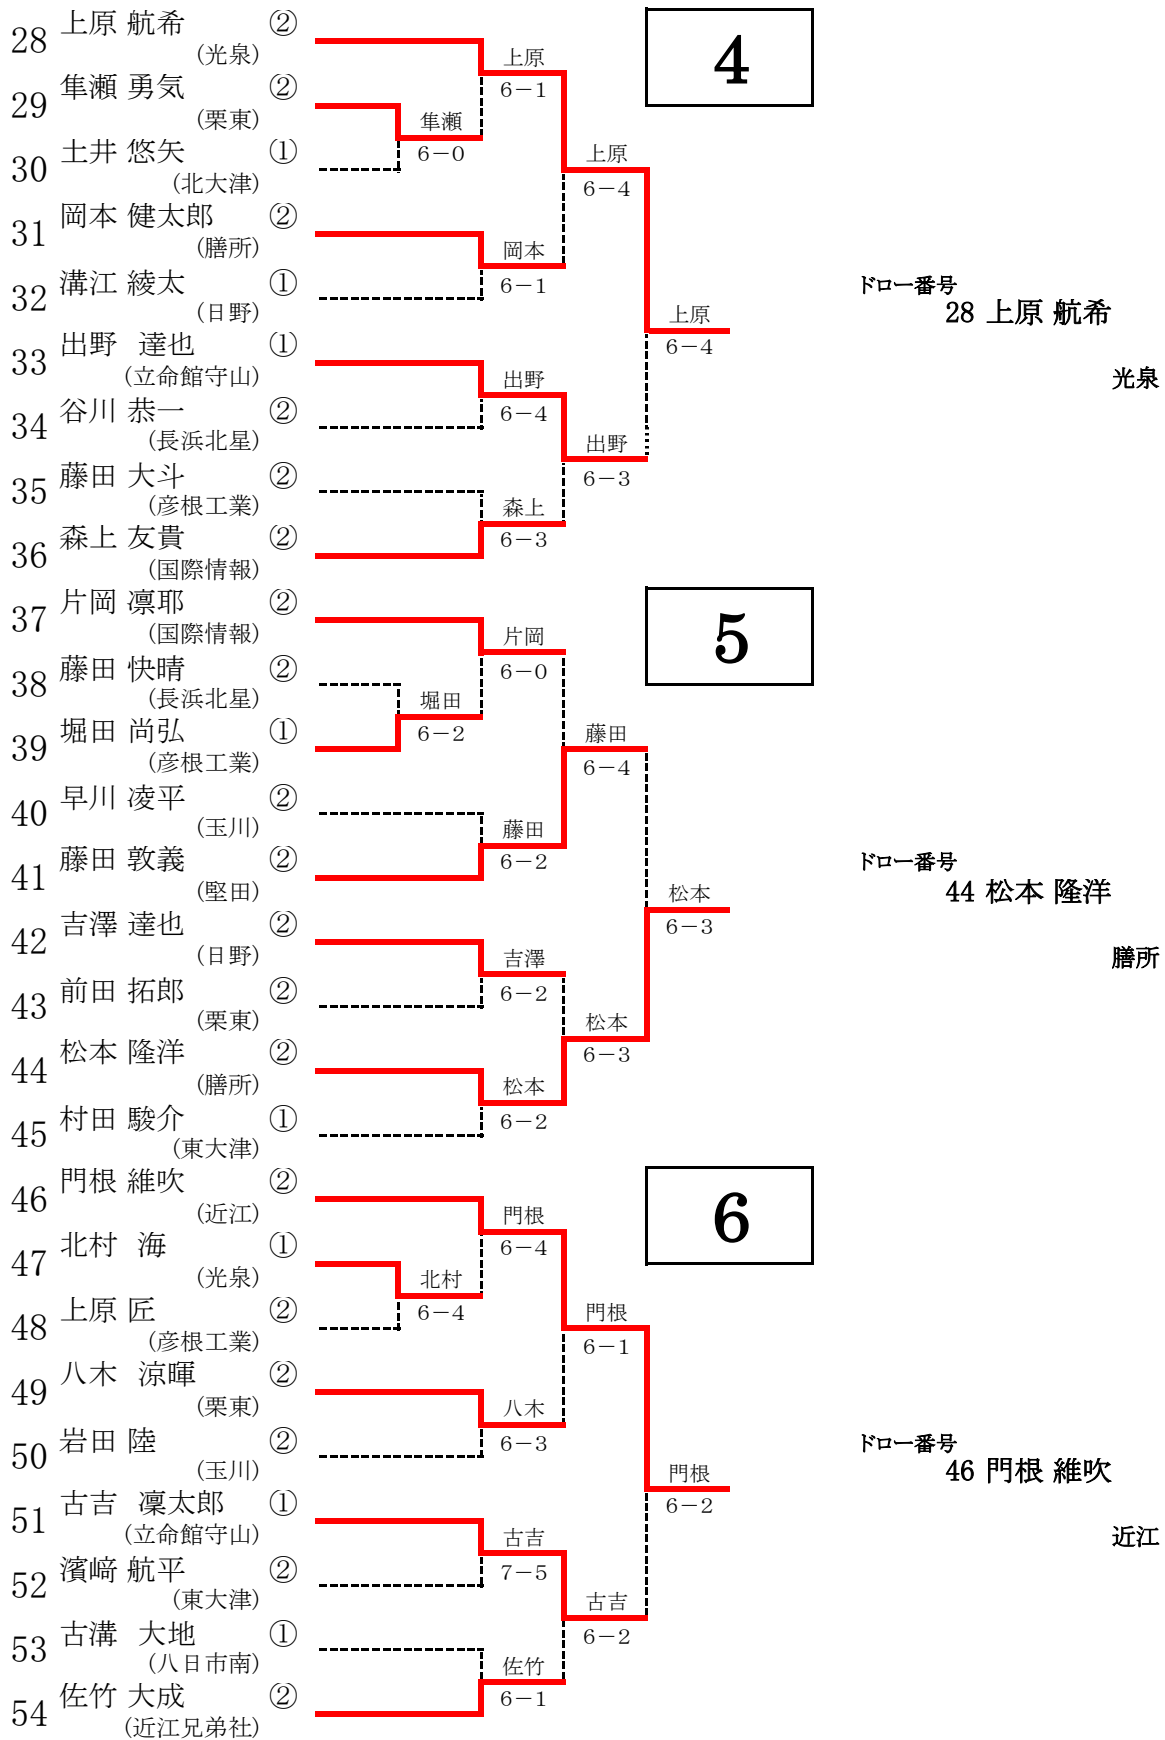 4
28 上原 航希 ②
(光泉)
上原
6-1
29 隼瀬 勇気 ②
(栗東)
隼瀬
6-0
30 土井 悠矢 ①
(北大津)
上原
6-4
31 岡本 健太郎 ②
(膳所)
岡本
6-1
32 溝江 綾太 ①
(日野)
上原
6-4
ドロー番号
28 上原 航希
光泉
33 出野 達也 ①
(立命館守山)
出野
6-4
34 谷川 恭一 ②
(長浜北星)
出野
6-3
35 藤田 大斗 ②
(彦根工業)
森上
6-3
36 森上 友貴 ②
(国際情報)
5
37 片岡 凛耶 ②
(国際情報)
片岡
6-0
38 藤田 快晴 ②
(長浜北星)
堀田
6-2
39 堀田 尚弘 ①
(彦根工業)
藤田
6-4
40 早川 凌平 ②
(玉川)
藤田
6-2
41 藤田 敦義 ②
(堅田)
松本
6-3
ドロー番号
44 松本 隆洋
膳所
42 吉澤 達也 ②
(日野)
吉澤
6-2
43 前田 拓郎 ②
(栗東)
松本
6-3
44 松本 隆洋 ②
(膳所)
松本
6-2
45 村田 駿介 ①
(東大津)
6
46 門根 維吹 ②
(近江)
門根
6-4
47 北村 海 ①
(光泉)
北村
6-4
48 上原 匠 ②
(彦根工業)
門根
6-1
49 八木 涼暉 ②
(栗東)
八木
6-3
50 岩田 陸 ②
(玉川)
門根
6-2
ドロー番号
46 門根 維吹
近江
51 古吉 凜太郎 ①
(立命館守山)
古吉
7-5
52 濱﨑 航平 ②
(東大津)
古吉
6-2
53 古溝 大地 ①
(八日市南)
佐竹
6-1
54 佐竹 大成 ②
(近江兄弟社)